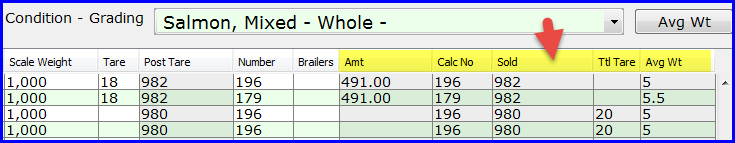 Condition - Grading Salmon, Mixed - Whole - Avg Wt
Scale Weight Tare Post Tare Number Brailers Amt Calc No Sold Ttl Tare Avg Wt
1,000 18 982 196 491.00 196 982 5
1,000 18 982 179 491.00 179 982 5.5
1,000 980 196 196 980 20 5
1,000 980 196 196 980 20 5